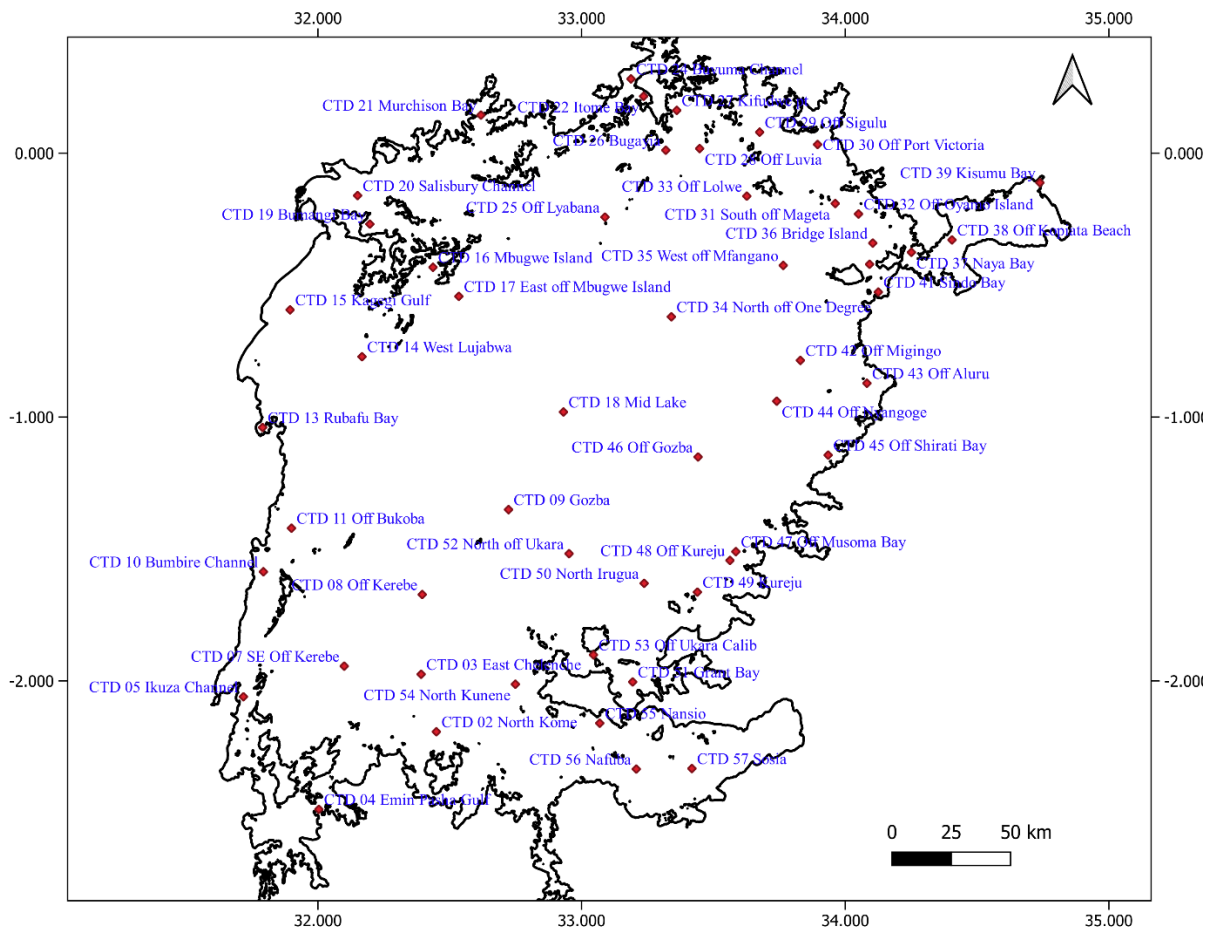 32.000 33.000 34.000 35.000
CTD 24 Buvuma Channel
CTD 21 Murchison Bay
CTD 22 Itome Bay
CTD 27
CTD 29 Off Sigulu
CTD 26 Bugaya
CTD 30 Off Port Victoria
0.000
0.000
CTD 28 Off Luvia
CTD 39 Kisumu Bay
CTD 20 Salisbury Channel
CTD 33 Off Lolwe
CTD 19 Bumangi Bay
CTD 25 Off Lyabana
CTD 31 South off Mageta
CTD 32 Off Island
CTD 36 Bridge Island
CTD 38 Off Beach
CTD 16 Mbugwe Island
CTD 35 West off Mfangano
CTD 37 Naya Bay
CTD 41 Sindo Bay
CTD 17 East off Mbugwe Island
CTD 15 Kagegi Gulf
CTD 34 North off One Degree
CTD 14 West Lujabwa
CTD 42 Off Migingo
CTD 43 Off Aluru
-1.000
-1.000
CTD 18 Mid Lake
CTD 13 Rubafu Bay
CTD 44 Off
CTD 46 Off Gozba
CTD 45 Off Shirati Bay
CTD 09 Gozba
CTD 11 Off Bukoba
CTD 52 North off Ukara
CTD 48 Off Kureju
CTD 47 Off Musoma Bay
CTD 10 Bumbire Channel
CTD 50 North Irugua
CTD 49 Kureju
CTD 08 Off Kerebe
CTD 53 Off Ukara Calib
CTD 07 SE Off Kerebe
CTD 03 East
CTD 51 Grant Bay
-2.000
-2.000
CTD 05 Ikuza Channel
CTD 54 North Kunene
CTD 55 Nansio
CTD 02 North Kome
CTD 56 Nafuba
CTD 57 Sosia
CTD 04 Emin Pasha Gulf
0 25 50 km
32.000 33.000 34.000 35.000